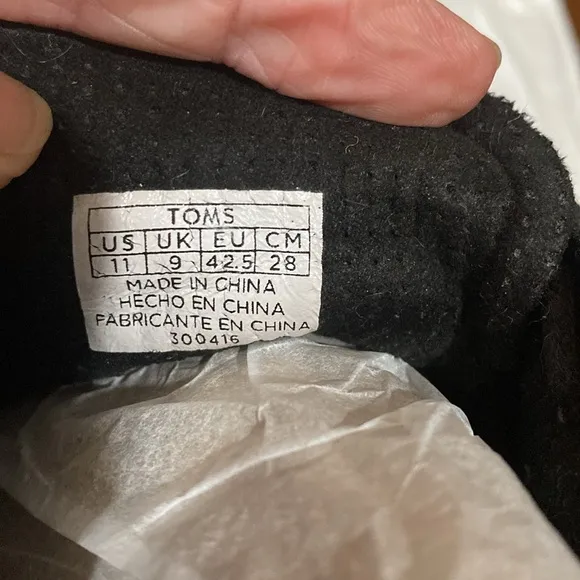 TOMS
US UK EU CM
11 9 42.5 28
MADE IN CHINA
HECHO EN CHINA
FABRICANTE EN CHINA
300416